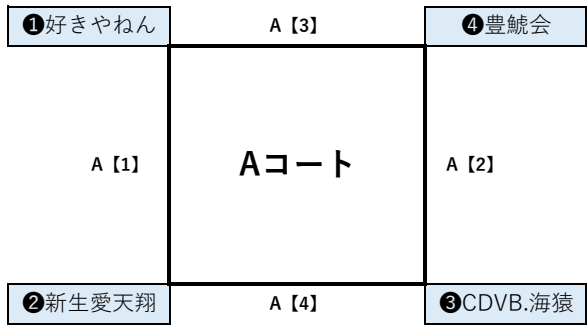 ❶好きやねん
A【3】
❹豊鯱会
A【1】
Aコート
A【2】
❷新生愛天翔
A【4】
❸CDVB.海猿